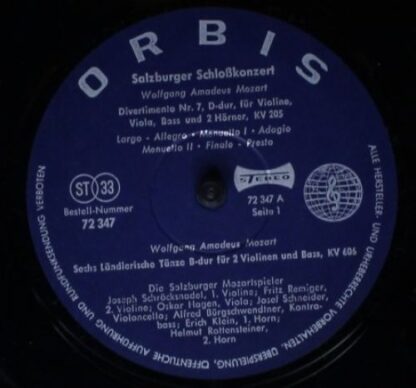 ORBIS
Salzburger Schloßkonzert
Wolfgang Amadeus Mozart
Divertimento Nr. 7, D-dur, für Violine,
Viola, Bass und 2 Hörner, KV 205
Largo - Allegro - Menuetto I - Adagio
Menuetto II - Finale - Presto
ST 33
Bestell-Nummer
72 347
STEREO
72 347 A
Seite 1
Wolfgang Amadeus Mozart
Sechs Ländlerische Tänze B-dur für 2 Violinen und Bass, KV 606
Die Salzburger Mozartspieler
Joseph Schröcksnadel, 1. Violine; Fritz Remiger,
2. Violine; Oskar Hagen, Viola; Josef Schneider,
Violoncello; Alfred Bürgschwendtner, Kontra-
bass; Erich Klein, 1. Horn;
Helmut Rottensteiner,
2. Horn
ALLE HERSTELLER- UND URHEBERRECHTE VORBEHALTEN. ÜBERSPIELUNG, ÖFFENTLICHE AUFFÜHRUNG UND RUNDFUNKSENDUNG VERBOTEN